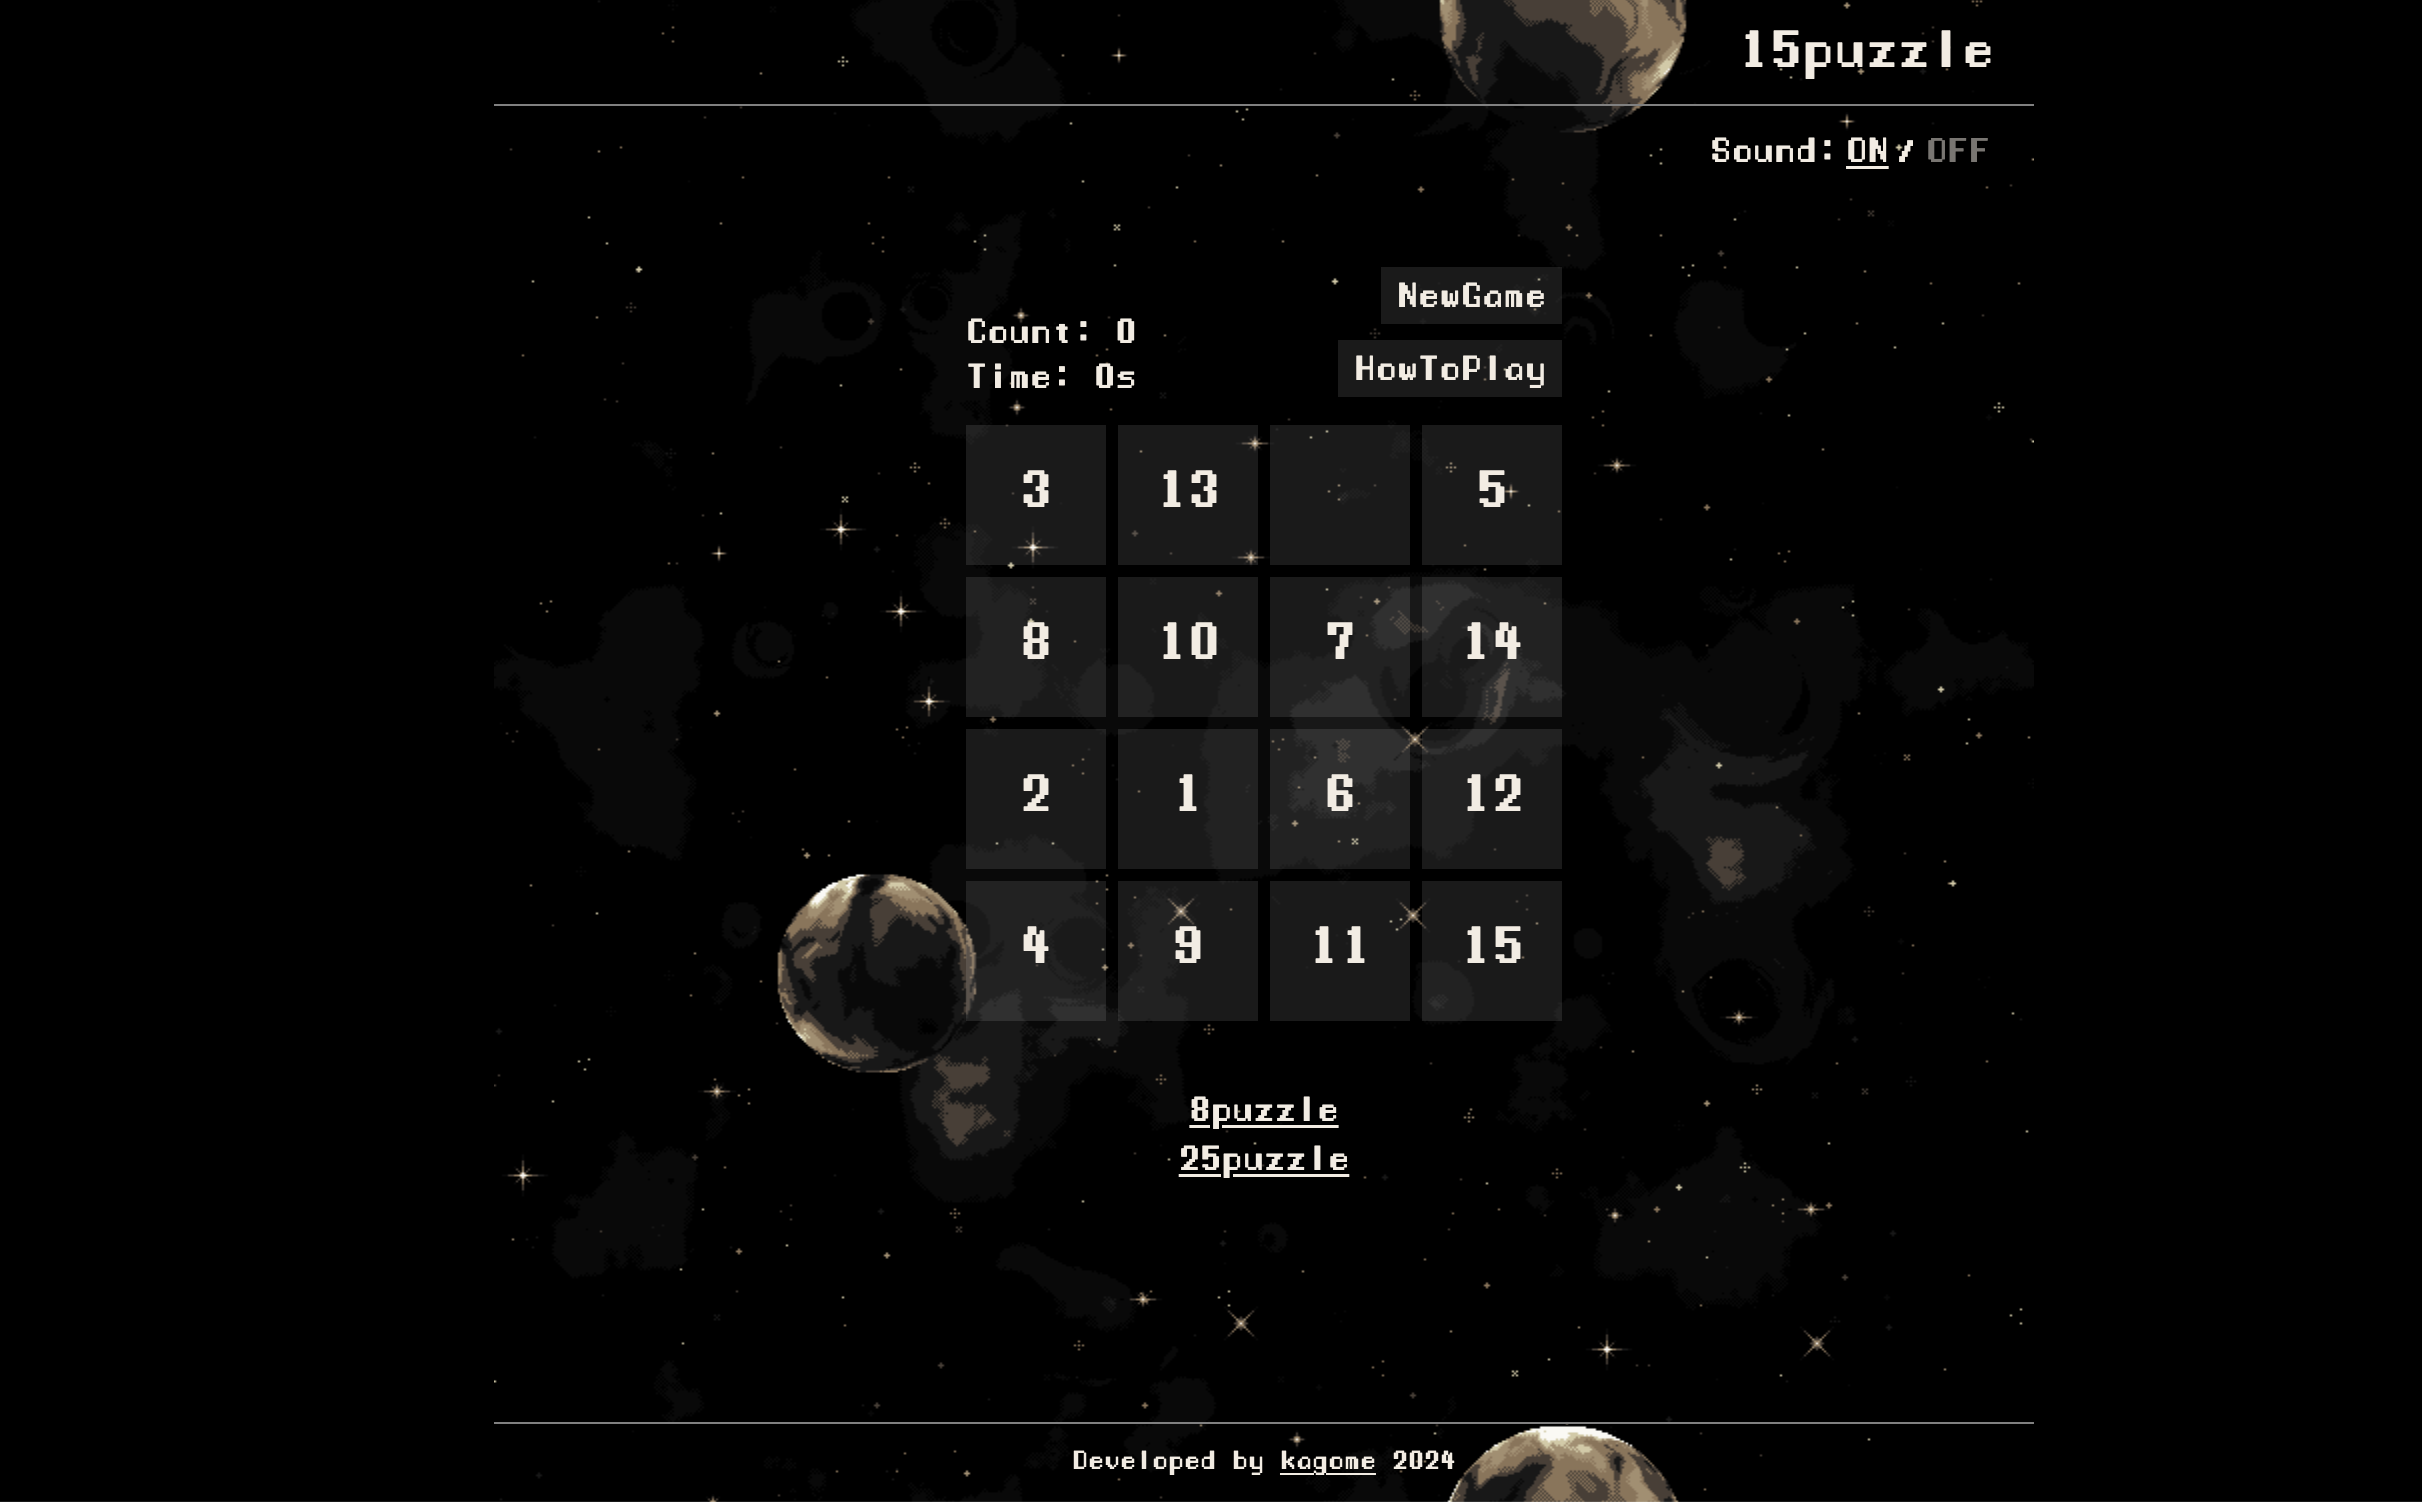 15puzzle
Sound: ON / OFF
NewGame
Count: 0
HowToPlay
Time: 0s
3 13 5
8 10 7 14
2 1 6 12
4 9 11 15
8puzzle
25puzzle
Developed by kagome 2024